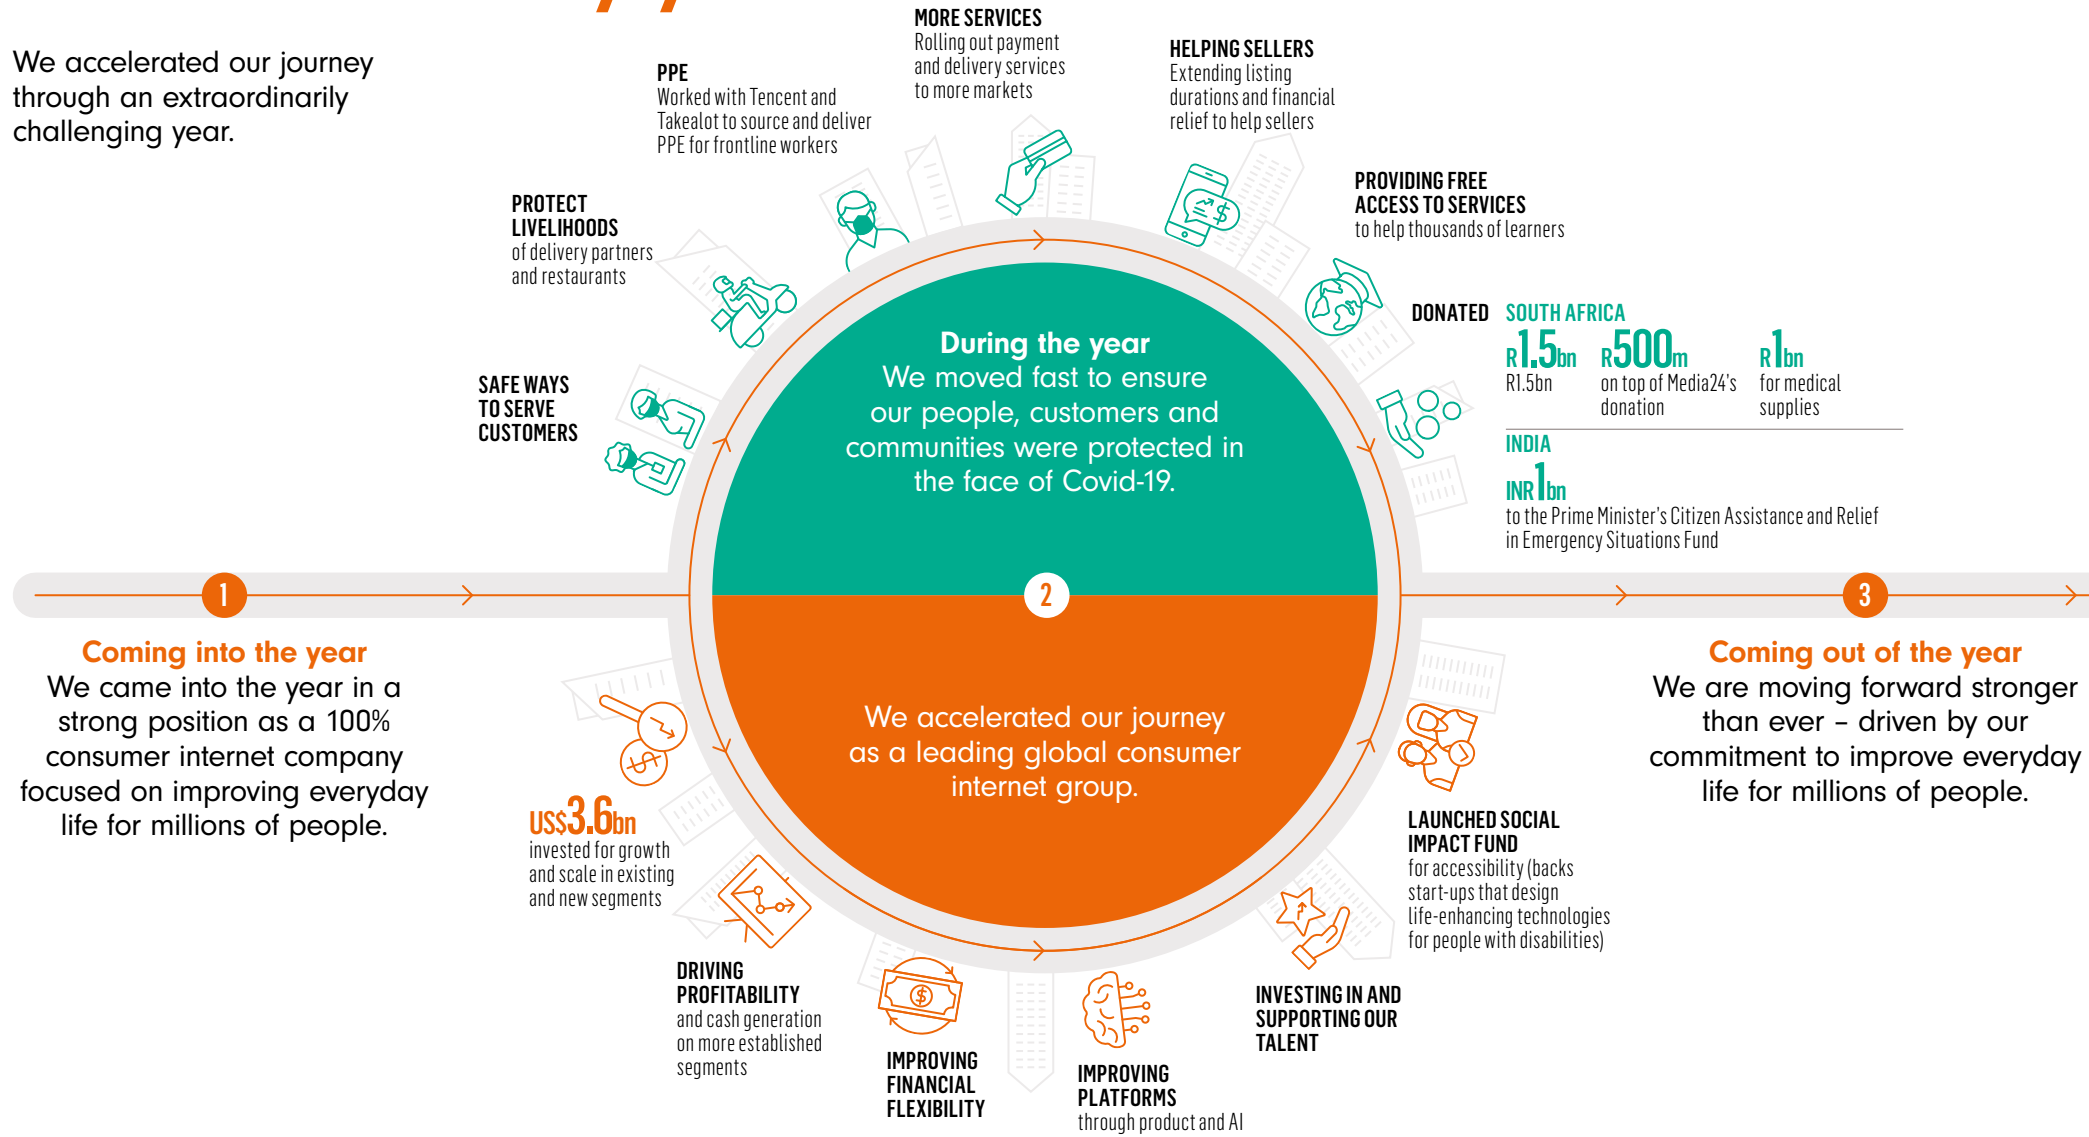 We accelerated our journey
through an extraordinarily
challenging year.
MORE SERVICES
Rolling out payment
and delivery services
to more markets
HELPING SELLERS
Extending listing
durations and financial
relief to help sellers
PPE
Worked with Tencent and
Takealot to source and deliver
PPE for frontline workers
PROVIDING FREE
ACCESS TO SERVICES
to help thousands of learners
PROTECT
LIVELIHOODS
of delivery partners
and restaurants
DONATED
SOUTH AFRICA
R1.5bn
R1.5bn
R500m
on top of Media24's
donation
R1bn
for medical
supplies
INDIA
INR1bn
to the Prime Minister's Citizen Assistance and Relief
in Emergency Situations Fund
SAFE WAYS
TO SERVE
CUSTOMERS
During the year
We moved fast to ensure
our people, customers and
communities were protected in
the face of Covid-19.
1
2
3
Coming into the year
We came into the year in a
strong position as a 100%
consumer internet company
focused on improving everyday
life for millions of people.
We accelerated our journey
as a leading global consumer
internet group.
Coming out of the year
We are moving forward stronger
than ever – driven by our
commitment to improve everyday
life for millions of people.
US$3.6bn
invested for growth
and scale in existing
and new segments
DRIVING
PROFITABILITY
and cash generation
on more established
segments
IMPROVING
FINANCIAL
FLEXIBILITY
IMPROVING
PLATFORMS
through product and AI
INVESTING IN AND
SUPPORTING OUR
TALENT
LAUNCHED SOCIAL
IMPACT FUND
for accessibility (backs
start-ups that design
life-enhancing technologies
for people with disabilities)